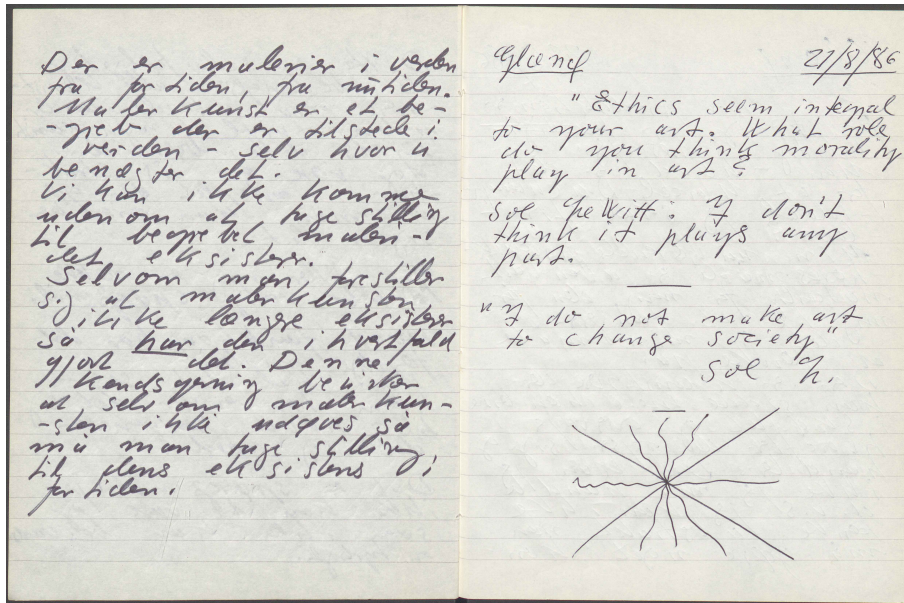 Der er malerier i verden
fra fortiden, fra nutiden.
Malerkunst er et be-
-greb der er tilstede i
verden - selv hvor vi
benægter det.
Vi kan ikke komme
udenom at tage stilling
til begrebet maleri -
det eksisterer.
Selvom man forestiller
sig at malerkunsten
ikke længere eksisterer
så har den ihvertfald
gjort det. Denne
kendsgerning bevirker
at selv om malerkun-
-sten ikke udøves så
må man tage stilling
til dens eksistens i
fortiden.
Glænø 21/8/86
"Ethics seem integral
to your art. What role
do you think morality
play in art?
Sol LeWitt: I don't
think it plays any
part.
"I do not make art
to change society"
Sol L.